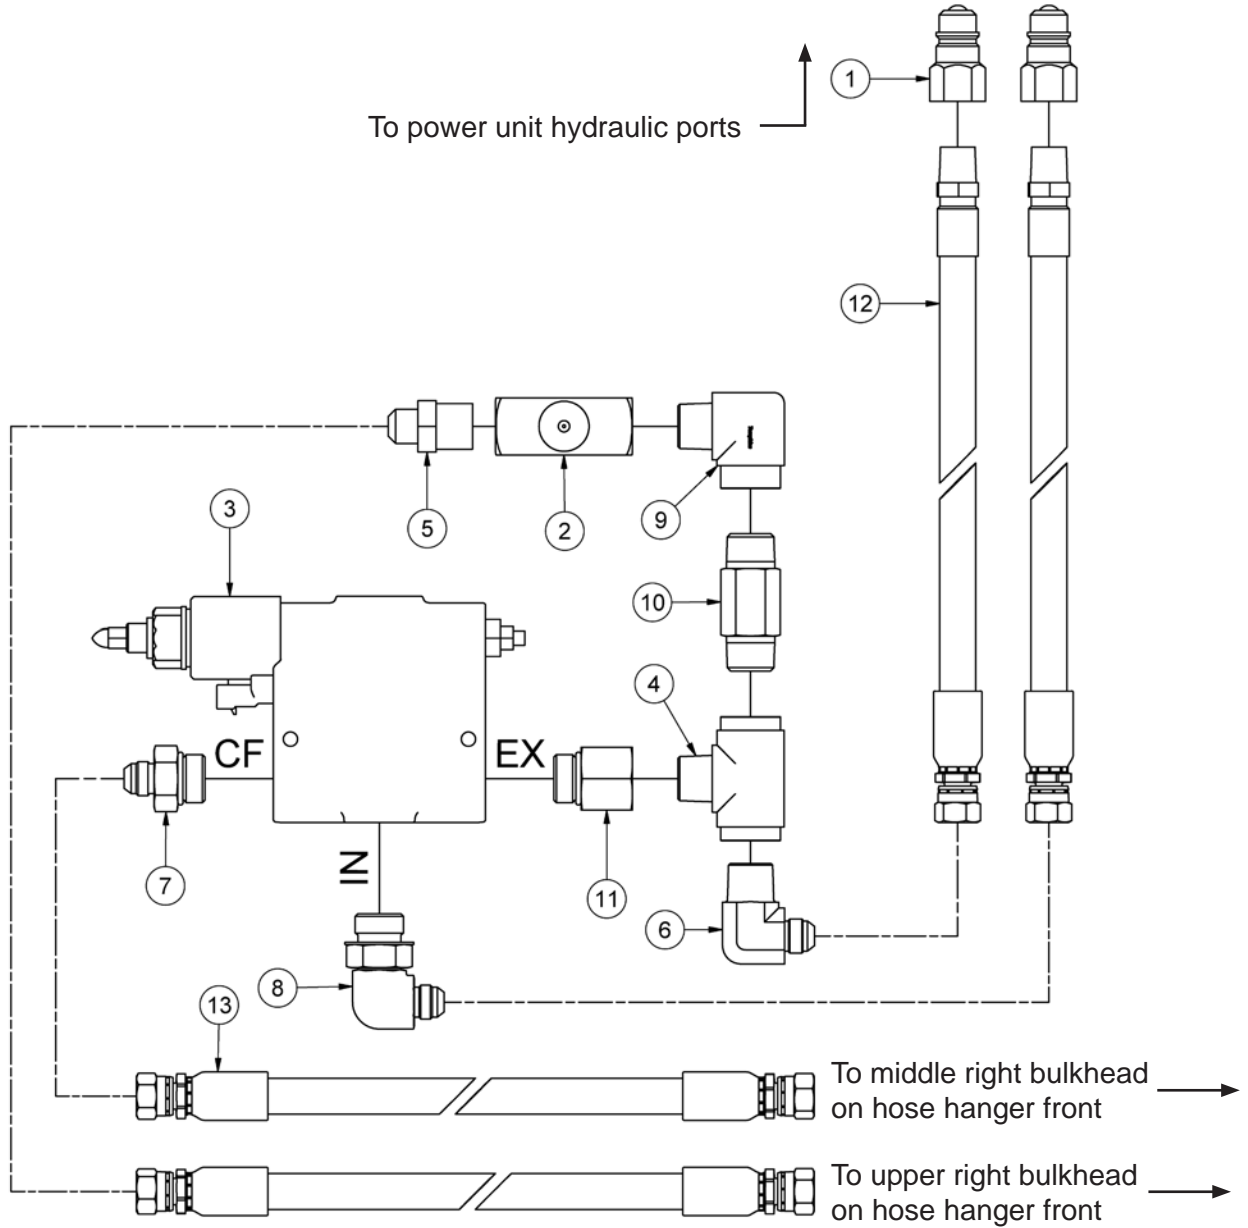 1
To power unit hydraulic ports
12
3
5
2
9
10
4
CF
EX
7
IN
11
6
8
13
To middle right bulkhead
on hose hanger front
To upper right bulkhead
on hose hanger front